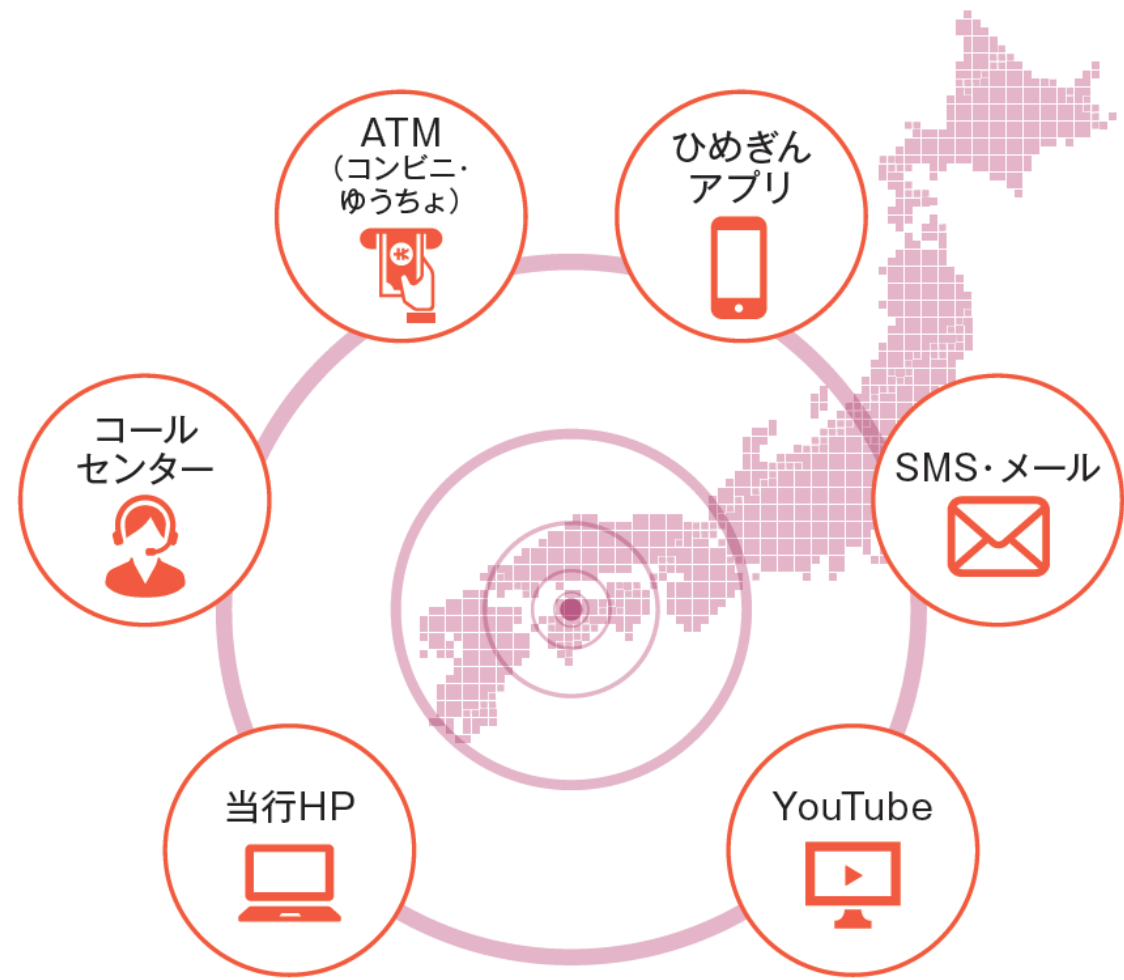 ATM
(コンビニ・
ゆうちょ)
ひめぎん
アプリ
コール
センター
SMS・メール
当行HP
YouTube